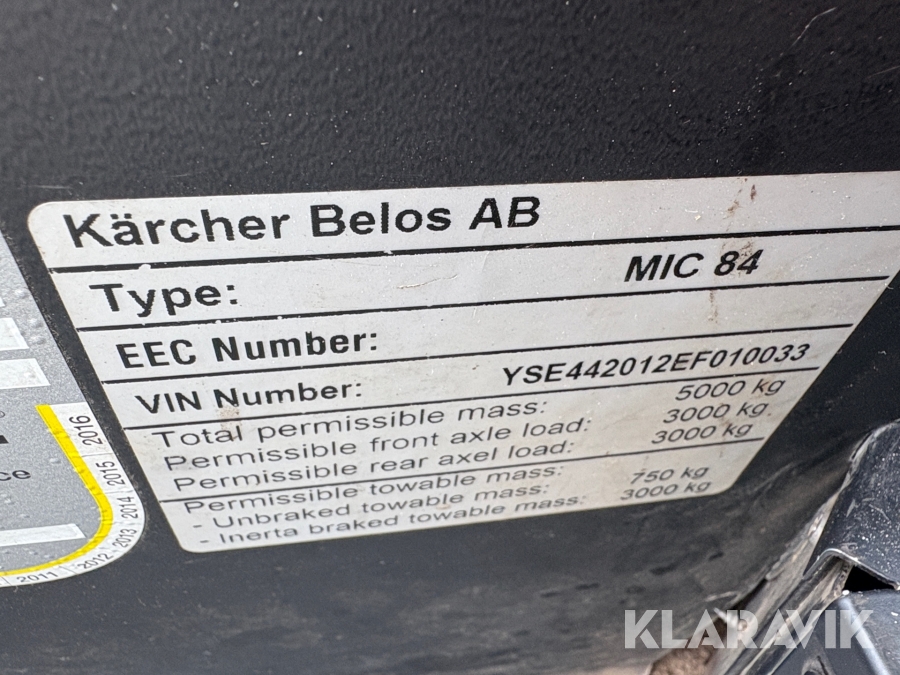 Kärcher Belos AB
Type: MIC 84
EEC Number:
VIN Number: YSE442012EF010033
Total permissible mass: 5000 kg
Permissible front axle load: 3000 kg
Permissible rear axel load: 3000 kg
Permissible towable mass:
- Unbraked towable mass: 750 kg
- Inerta braked towable mass: 3000 kg
2011 2012 2013 2014 2015 2016
KLARAVIK